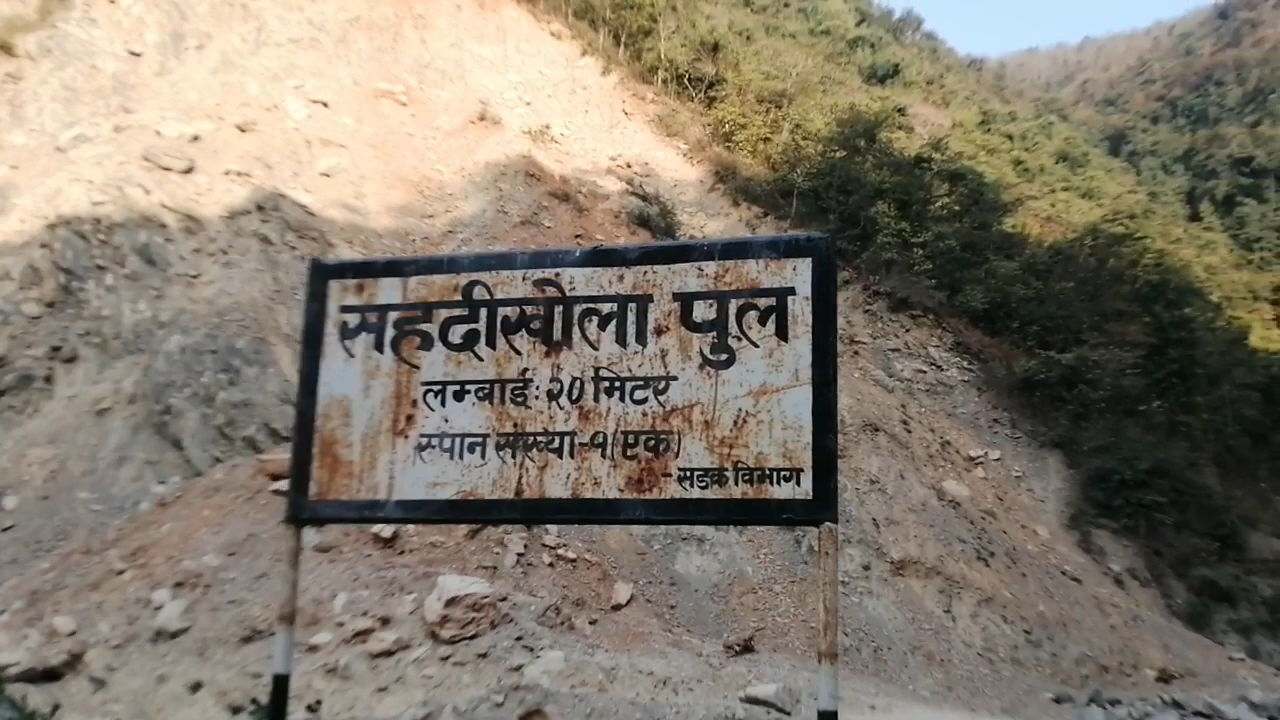 सहदीखोला पुल
लम्बाई: २० मिटर
स्पान संख्या-१(एक)
-सडक विभाग